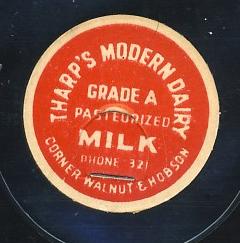 THARP'S MODERN DAIRY
GRADE A
PASTEURIZED
MILK
PHONE 321
CORNER WALNUT & HOBSON